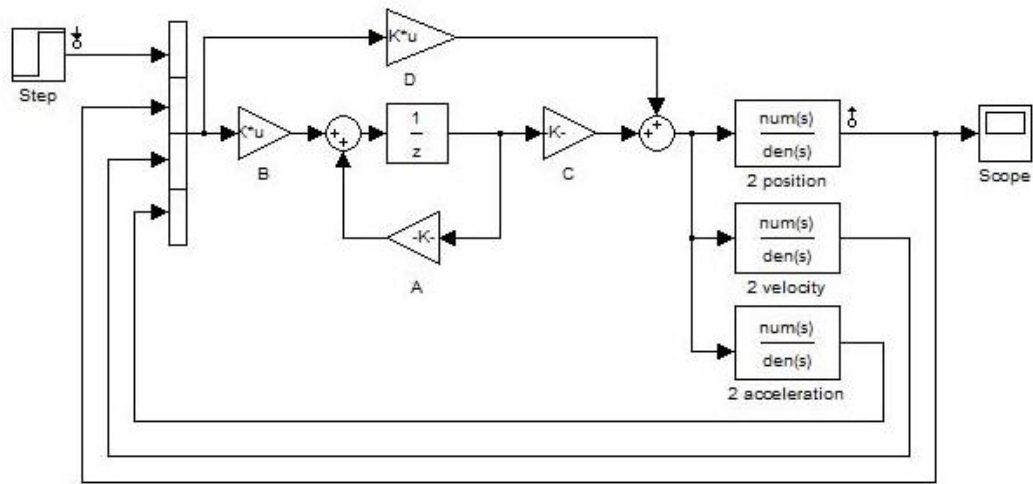 Step
K*u
D
K*u
B
+
+
1
z
-K-
A
K-
C
+
+
num(s)
den(s)
2 position
num(s)
den(s)
2 velocity
num(s)
den(s)
2 acceleration
Scope